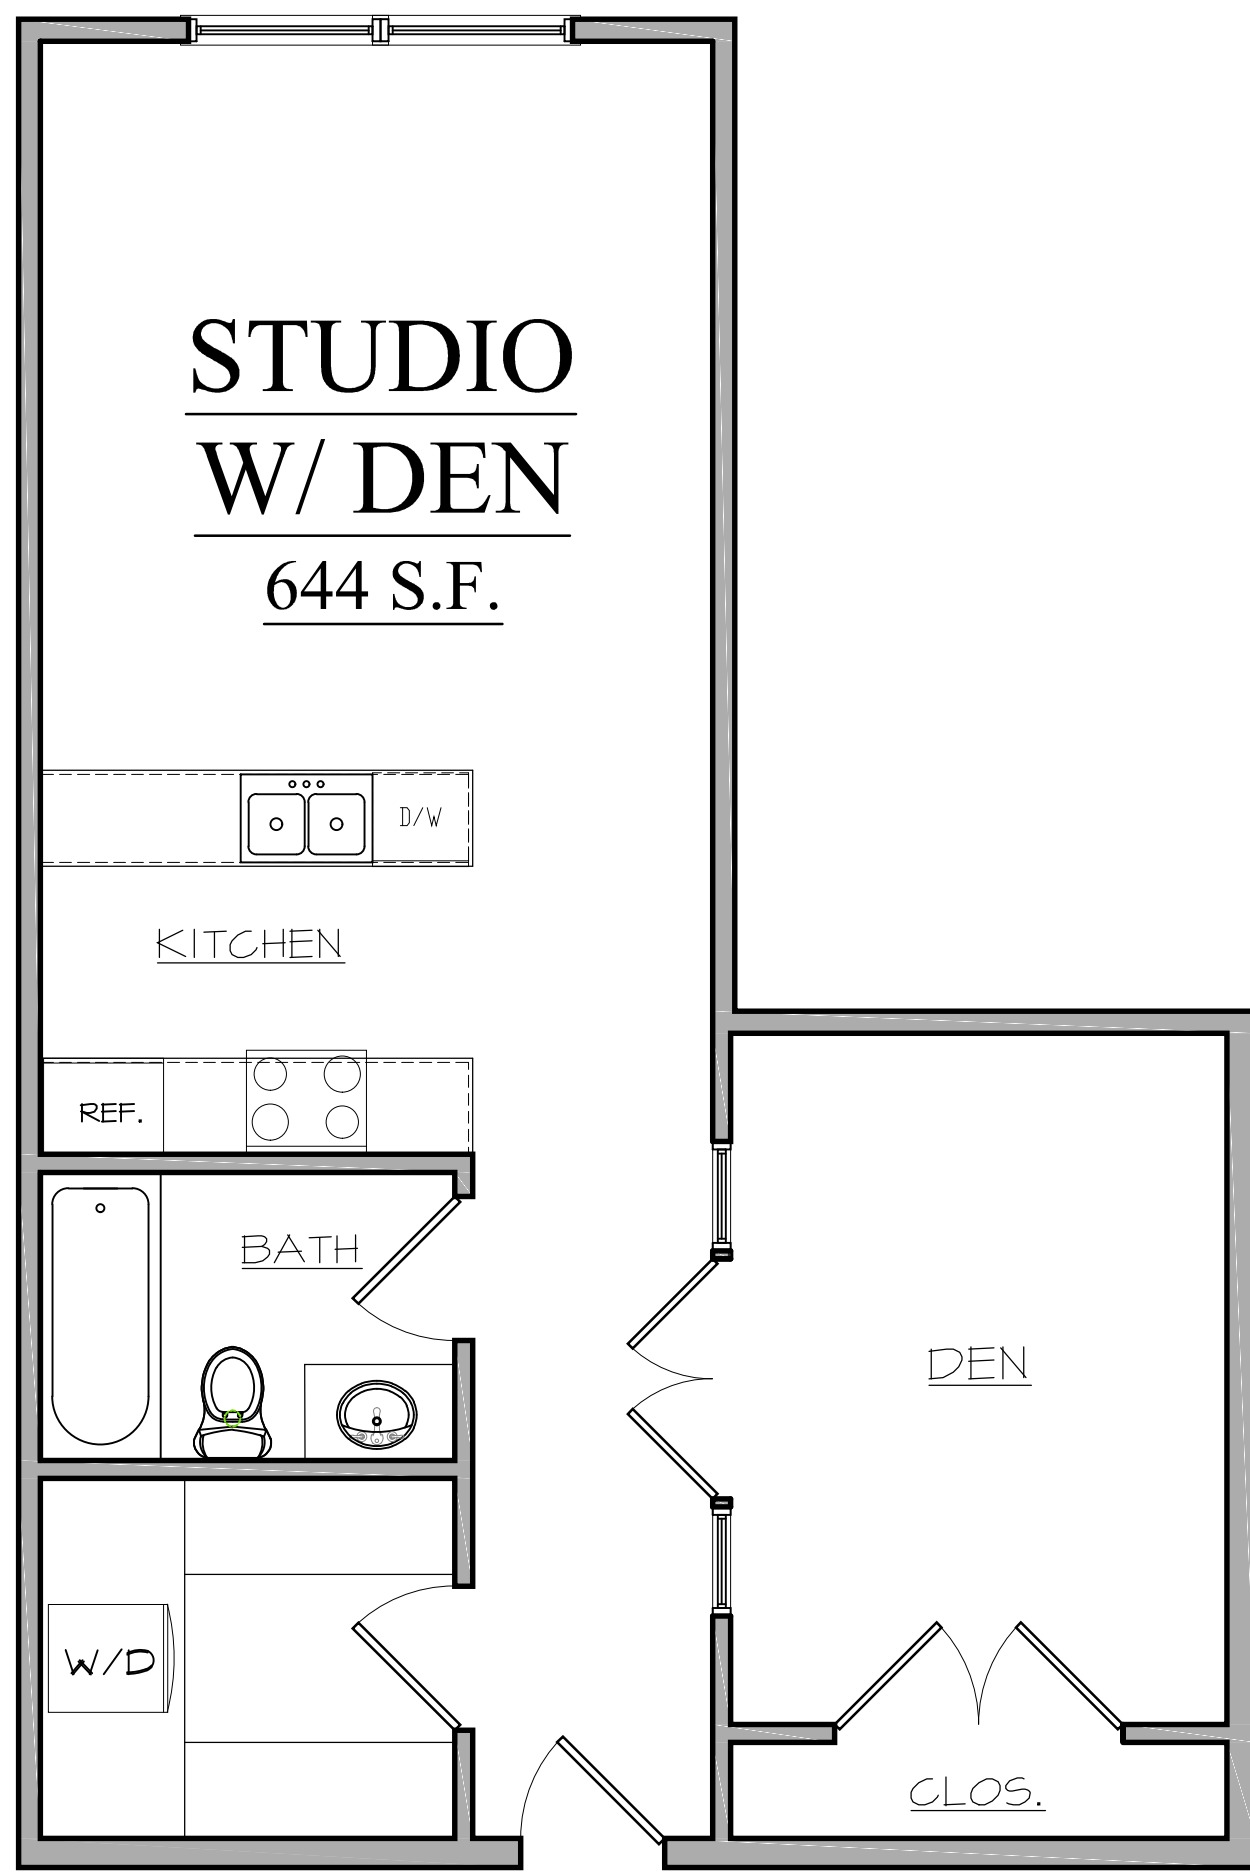 STUDIO
W/ DEN
644 S.F.
D/W
KITCHEN
REF.
BATH
DEN
W/D
CLOS.